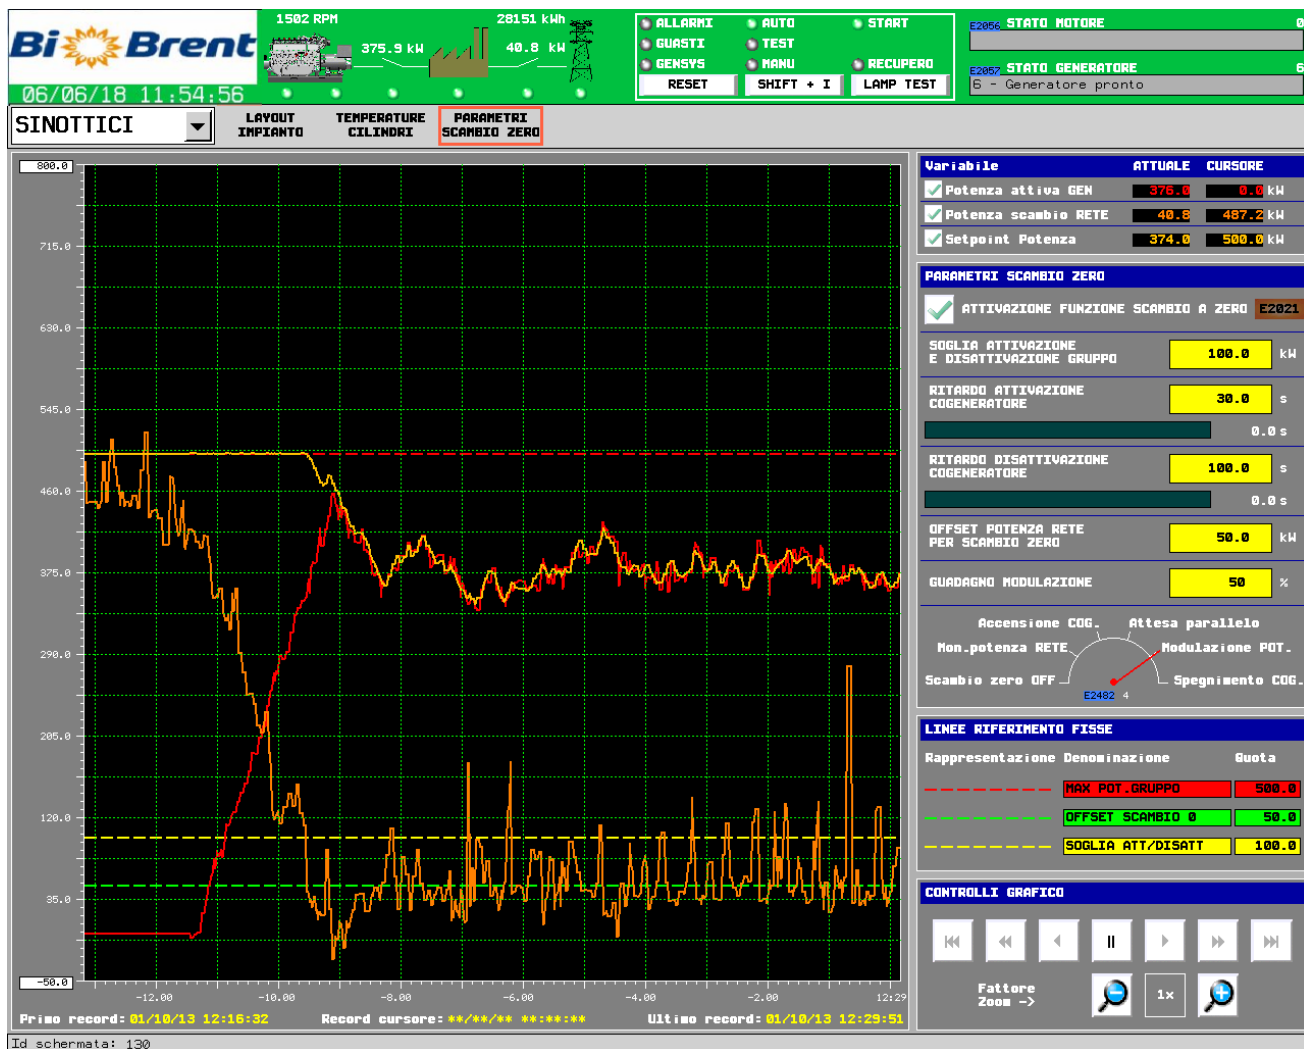 1502 RPM
28151 kWh
BiBrent
375.9 kW
40.8 kW
06/06/18 11:54:56
ALLARMI
AUTO
START
GUASTI
TEST
GENSYS
MANU
RECUPERO
RESET
SHIFT + I
LAMP TEST
E2056 STATO MOTORE 0
E2057 STATO GENERATORE 6
6 - Generatore pronto
SINOTTICI
LAYOUT
IMPIANTO
TEMPERATURE
CILINDRI
PARAMETRI
SCAMBIO ZERO
800.0
715.0
630.0
545.0
460.0
375.0
290.0
205.0
120.0
35.0
-50.0
-12.00
-10.00
-8.00
-6.00
-4.00
-2.00
12:29
Primo record: 01/10/13 12:16:32
Record cursore: **/**/** **:**:**
Ultimo record: 01/10/13 12:29:51
Variabile ATTUALE CURSORE
Potenza attiva GEN 376.0 0.0 kW
Potenza scambio RETE 40.8 487.2 kW
Setpoint Potenza 374.0 500.0 kW
PARAMETRI SCAMBIO ZERO
ATTIVAZIONE FUNZIONE SCAMBIO A ZERO E2021
SOGLIA ATTIVAZIONE
E DISATTIVAZIONE GRUPPO
100.0 kW
RITARDO ATTIVAZIONE
COGENERATORE
30.0 s
0.0 s
RITARDO DISATTIVAZIONE
COGENERATORE
100.0 s
0.0 s
OFFSET POTENZA RETE
PER SCAMBIO ZERO
50.0 kW
GUADAGNO MODULAZIONE 50 %
Accensione COG. Attesa parallelo
Mon.potenza RETE Modulazione POT.
Scambio zero OFF Spegnimento COG.
E2482 4
LINEE RIFERIMENTO FISSE
Rappresentazione Denominazione Quota
MAX POT.GRUPPO 500.0
OFFSET SCAMBIO 0 50.0
SOGLIA ATT/DISATT 100.0
CONTROLLI GRAFICO
Fattore
Zoom ->
1x
Id schermata: 130